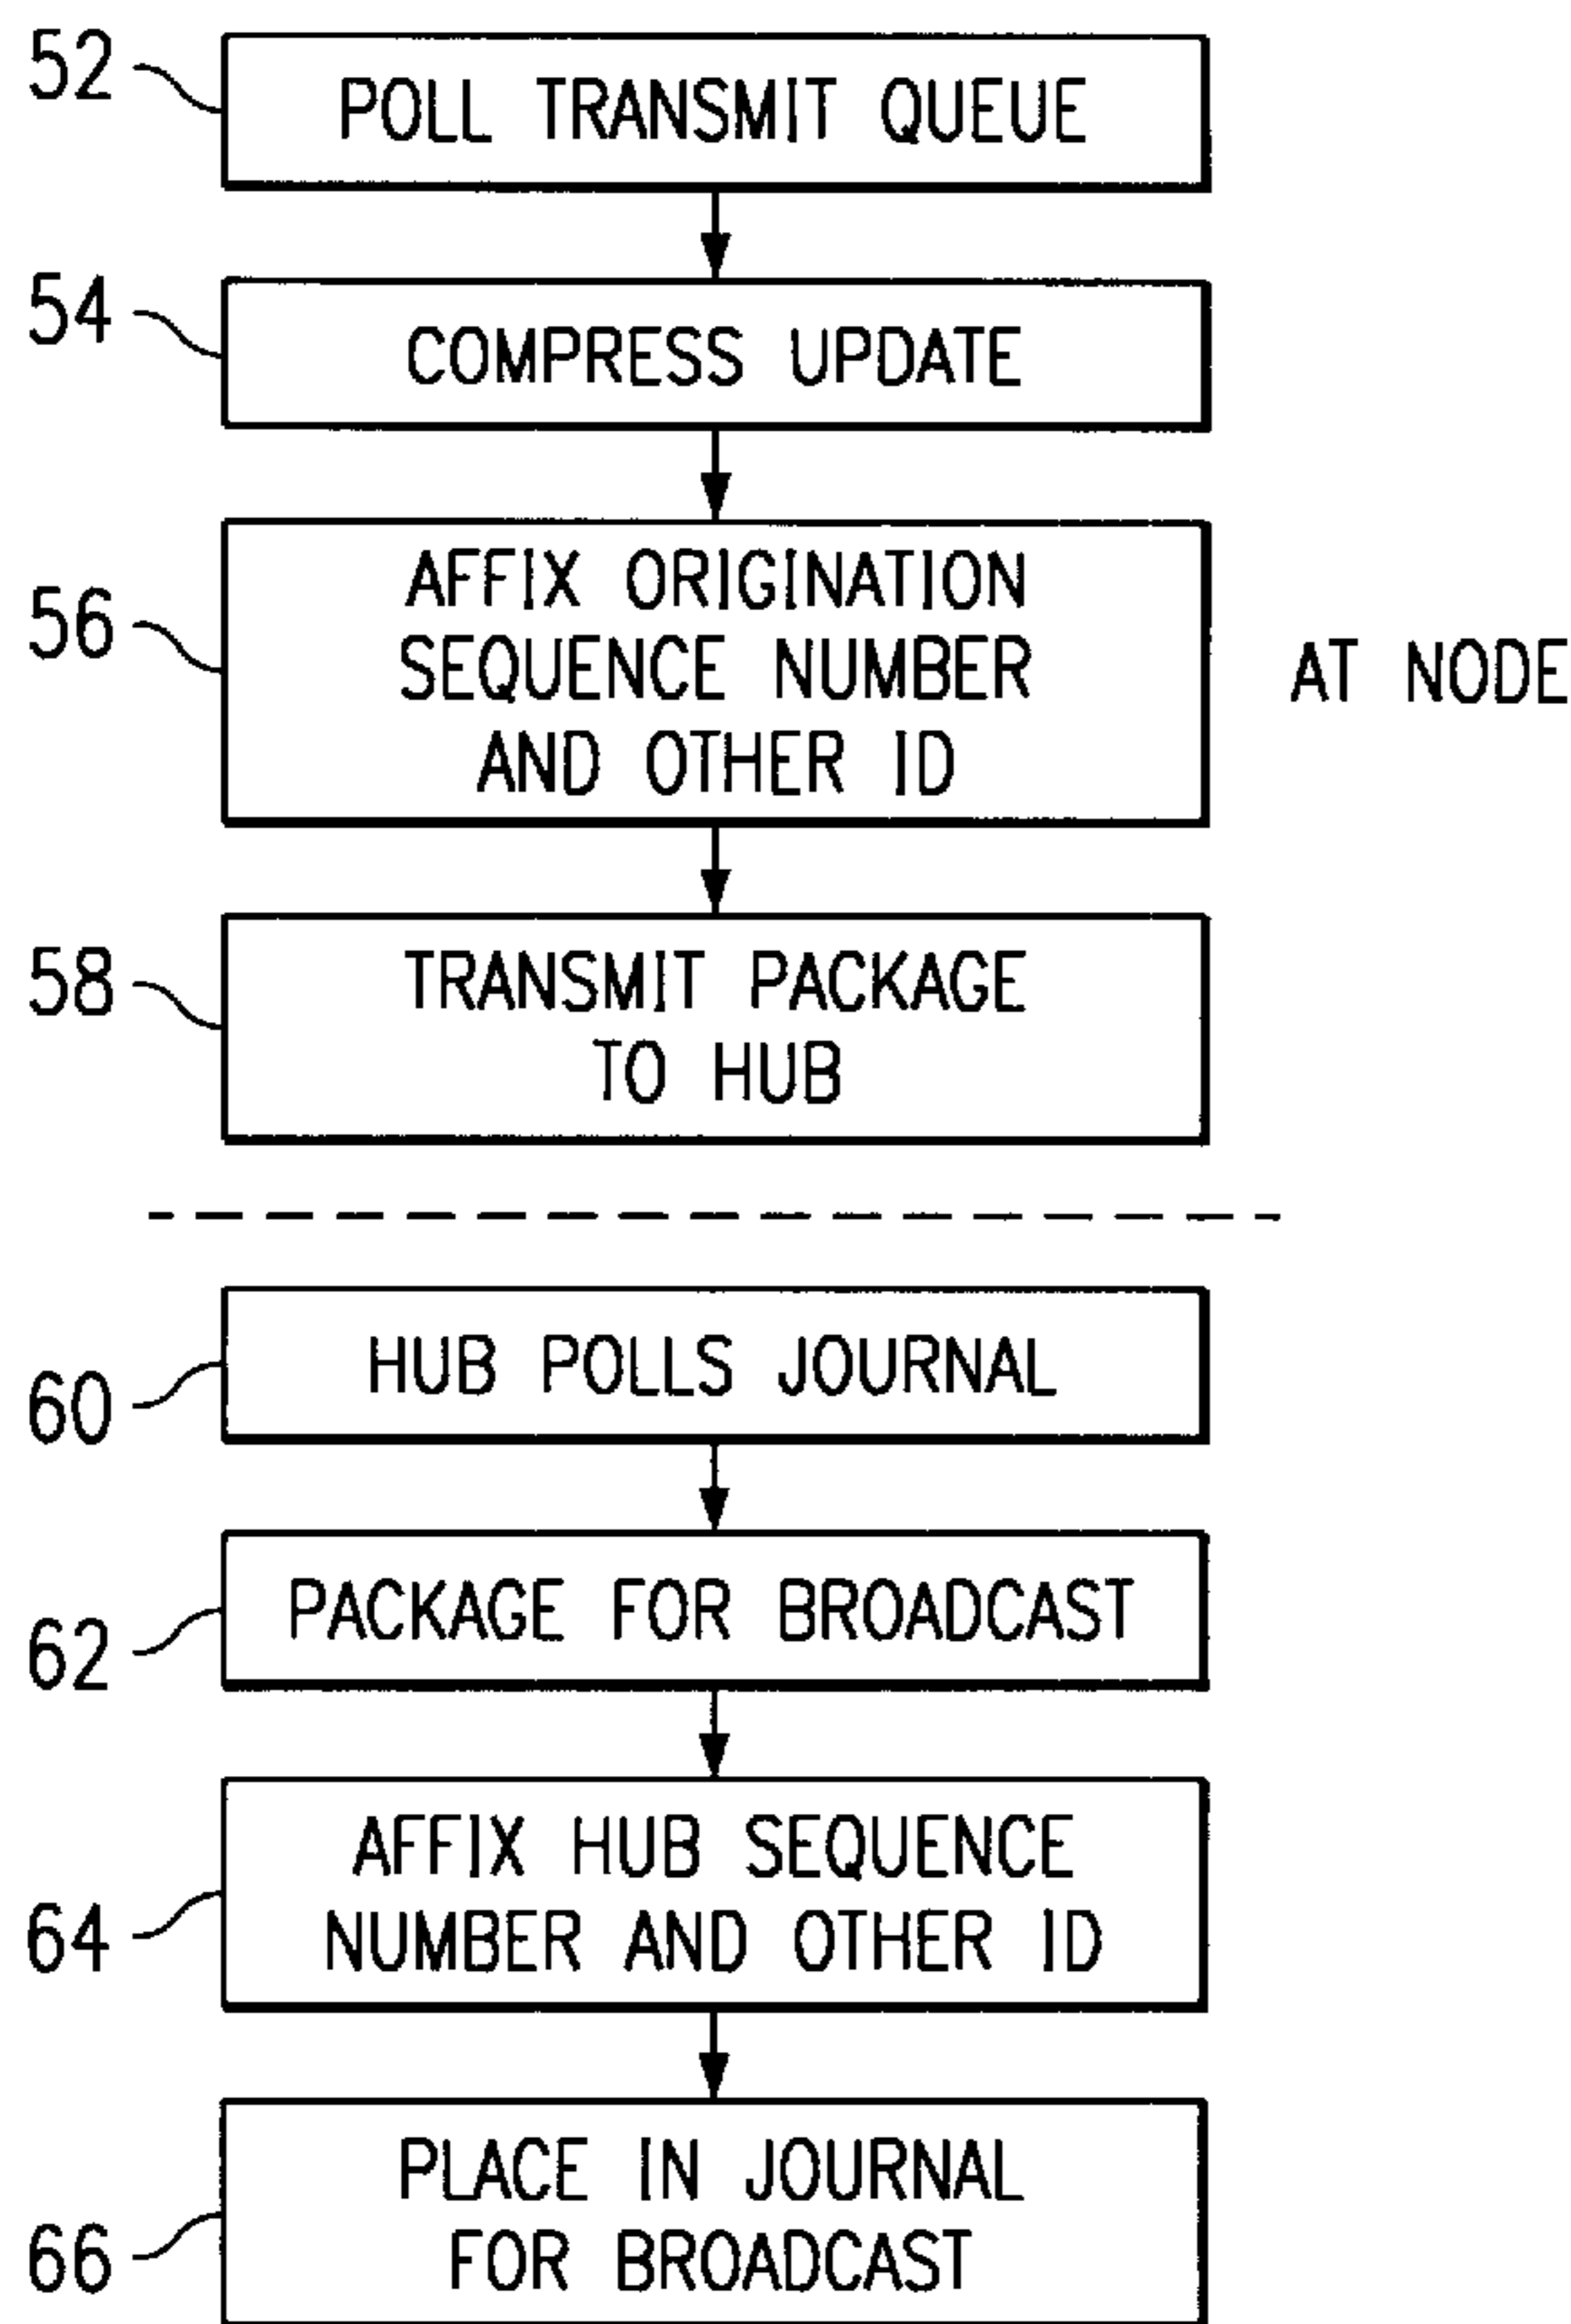 52
POLL TRANSMIT QUEUE
54
COMPRESS UPDATE
56
AFFIX ORIGINATION
SEQUENCE NUMBER
AND OTHER ID
AT NODE
58
TRANSMIT PACKAGE
TO HUB
60
HUB POLLS JOURNAL
62
PACKAGE FOR BROADCAST
64
AFFIX HUB SEQUENCE
NUMBER AND OTHER ID
66
PLACE IN JOURNAL
FOR BROADCAST